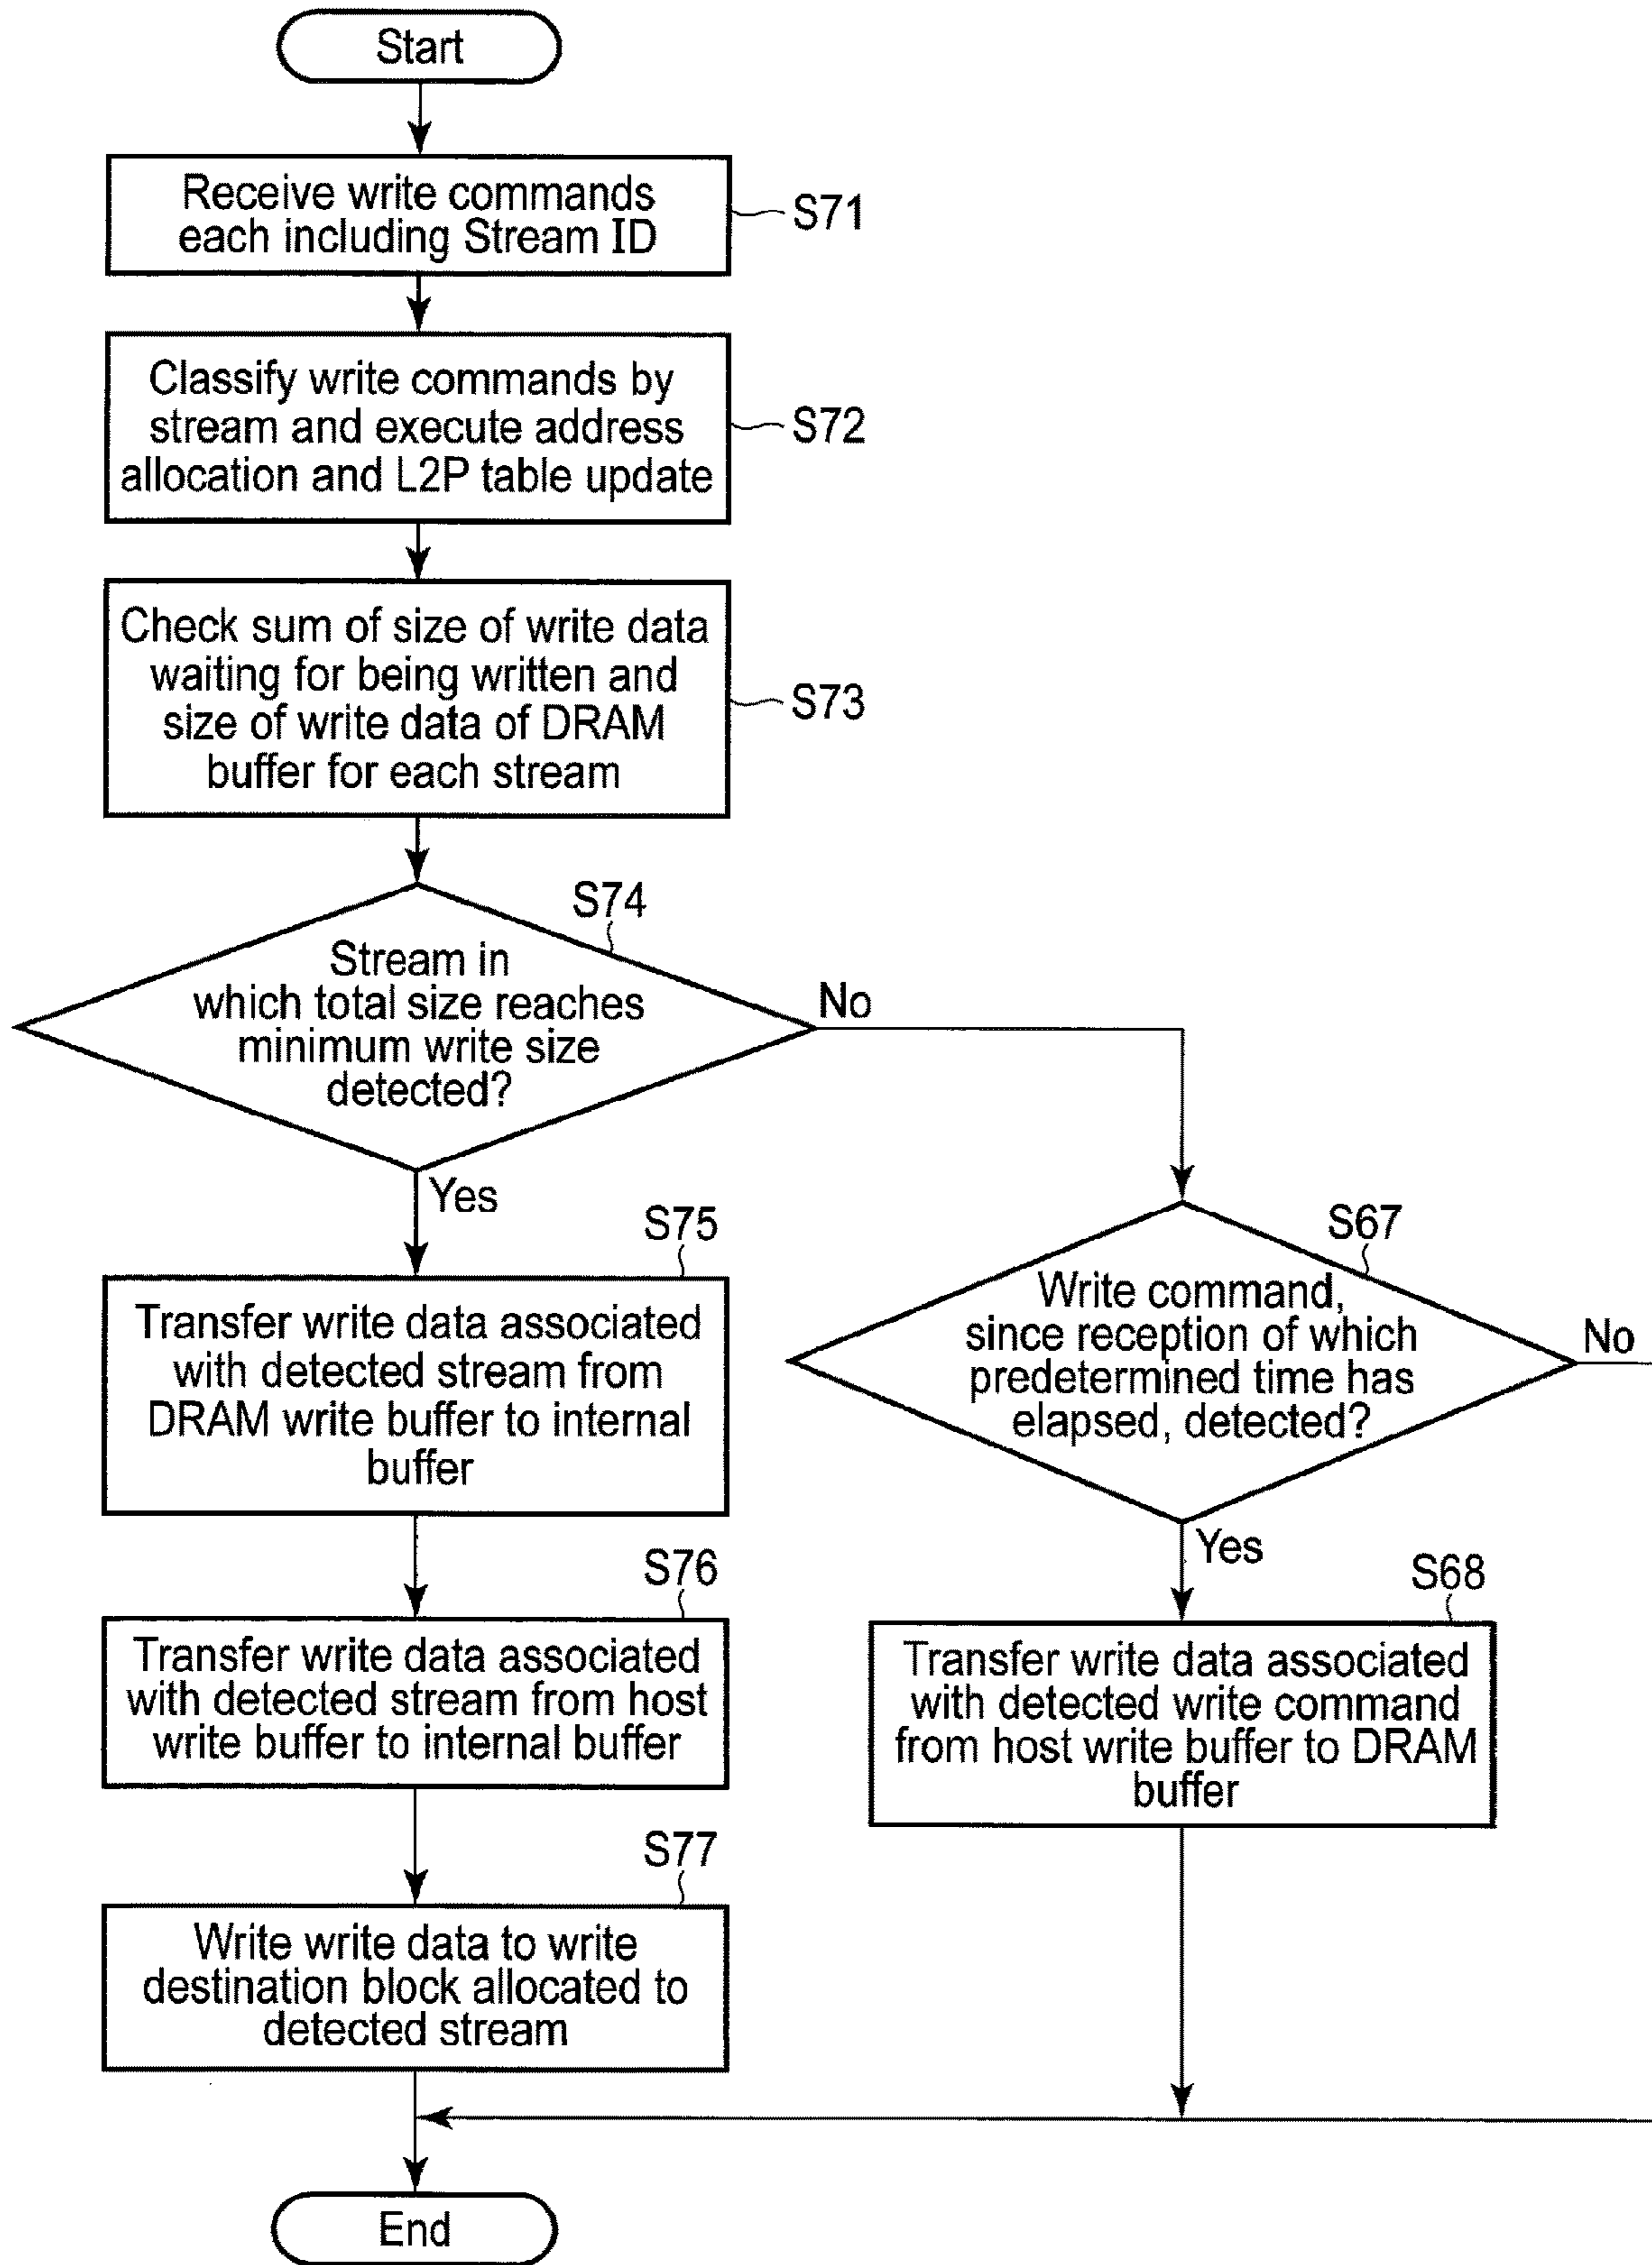 Start
Receive write commands
each including Stream ID
S71
Classify write commands by
stream and execute address
allocation and L2P table update
S72
Check sum of size of write data
waiting for being written and
size of write data of DRAM
buffer for each stream
S73
S74
Stream in
which total size reaches
minimum write size
detected?
No
Yes
S75
Transfer write data associated
with detected stream from
DRAM write buffer to internal
buffer
S76
Transfer write data associated
with detected stream from host
write buffer to internal buffer
S77
Write write data to write
destination block allocated to
detected stream
S67
Write command,
since reception of which
predetermined time has
elapsed, detected?
No
Yes
S68
Transfer write data associated
with detected write command
from host write buffer to DRAM
buffer
End